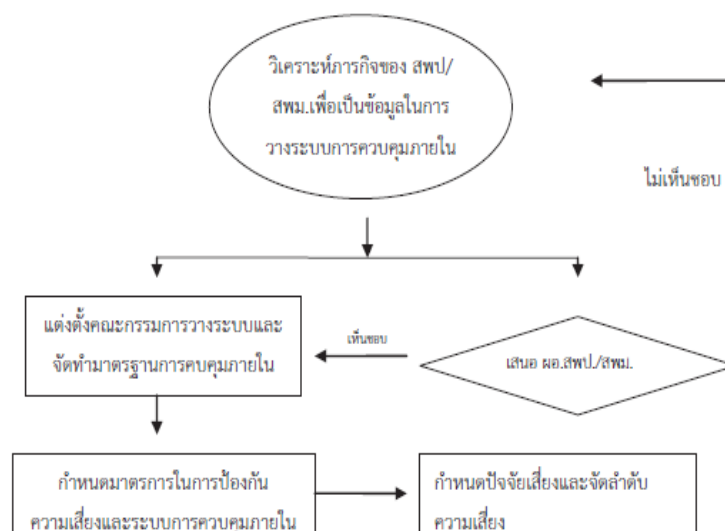 วิเคราะห์ภารกิจของ สพป/
สพม.เพื่อเป็นข้อมูลในการ
วางระบบการควบคุมภายใน
ไม่เห็นชอบ
แต่งตั้งคณะกรรมการวางระบบและ
จัดทำมาตรฐานการคบคุมภายใน
เห็นชอบ
เสนอ ผอ.สพป./สพม.
กำหนดมาตรการในการป้องกัน
ความเสี่ยงและระบบการควบคุมภายใน
กำหนดปัจจัยเสี่ยงและจัดลำดับ
ความเสี่ยง